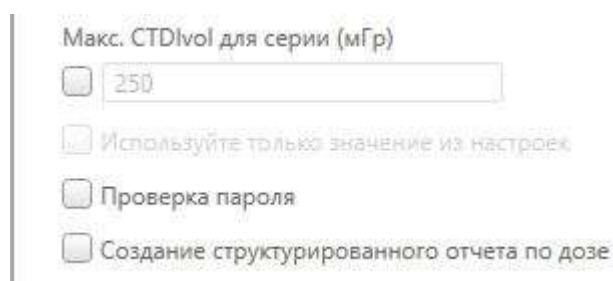 Макс. CTDIvol для серии (мГр)
250
Используйте только значение из настроек
Проверка пароля
Создание структурированного отчета по дозе